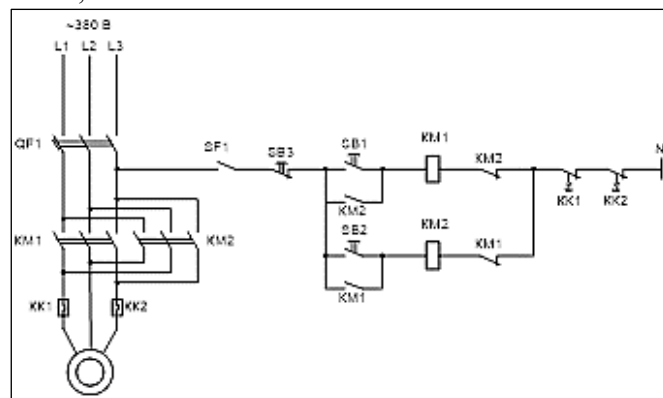 ~380 В
L1 L2 L3
QF1
SF1
SB3
SB1
KM1
KM2
N
KM2
KK1
KK2
SB2
KM2
KM1
KM1
KM1
KM2
KK1
KK2